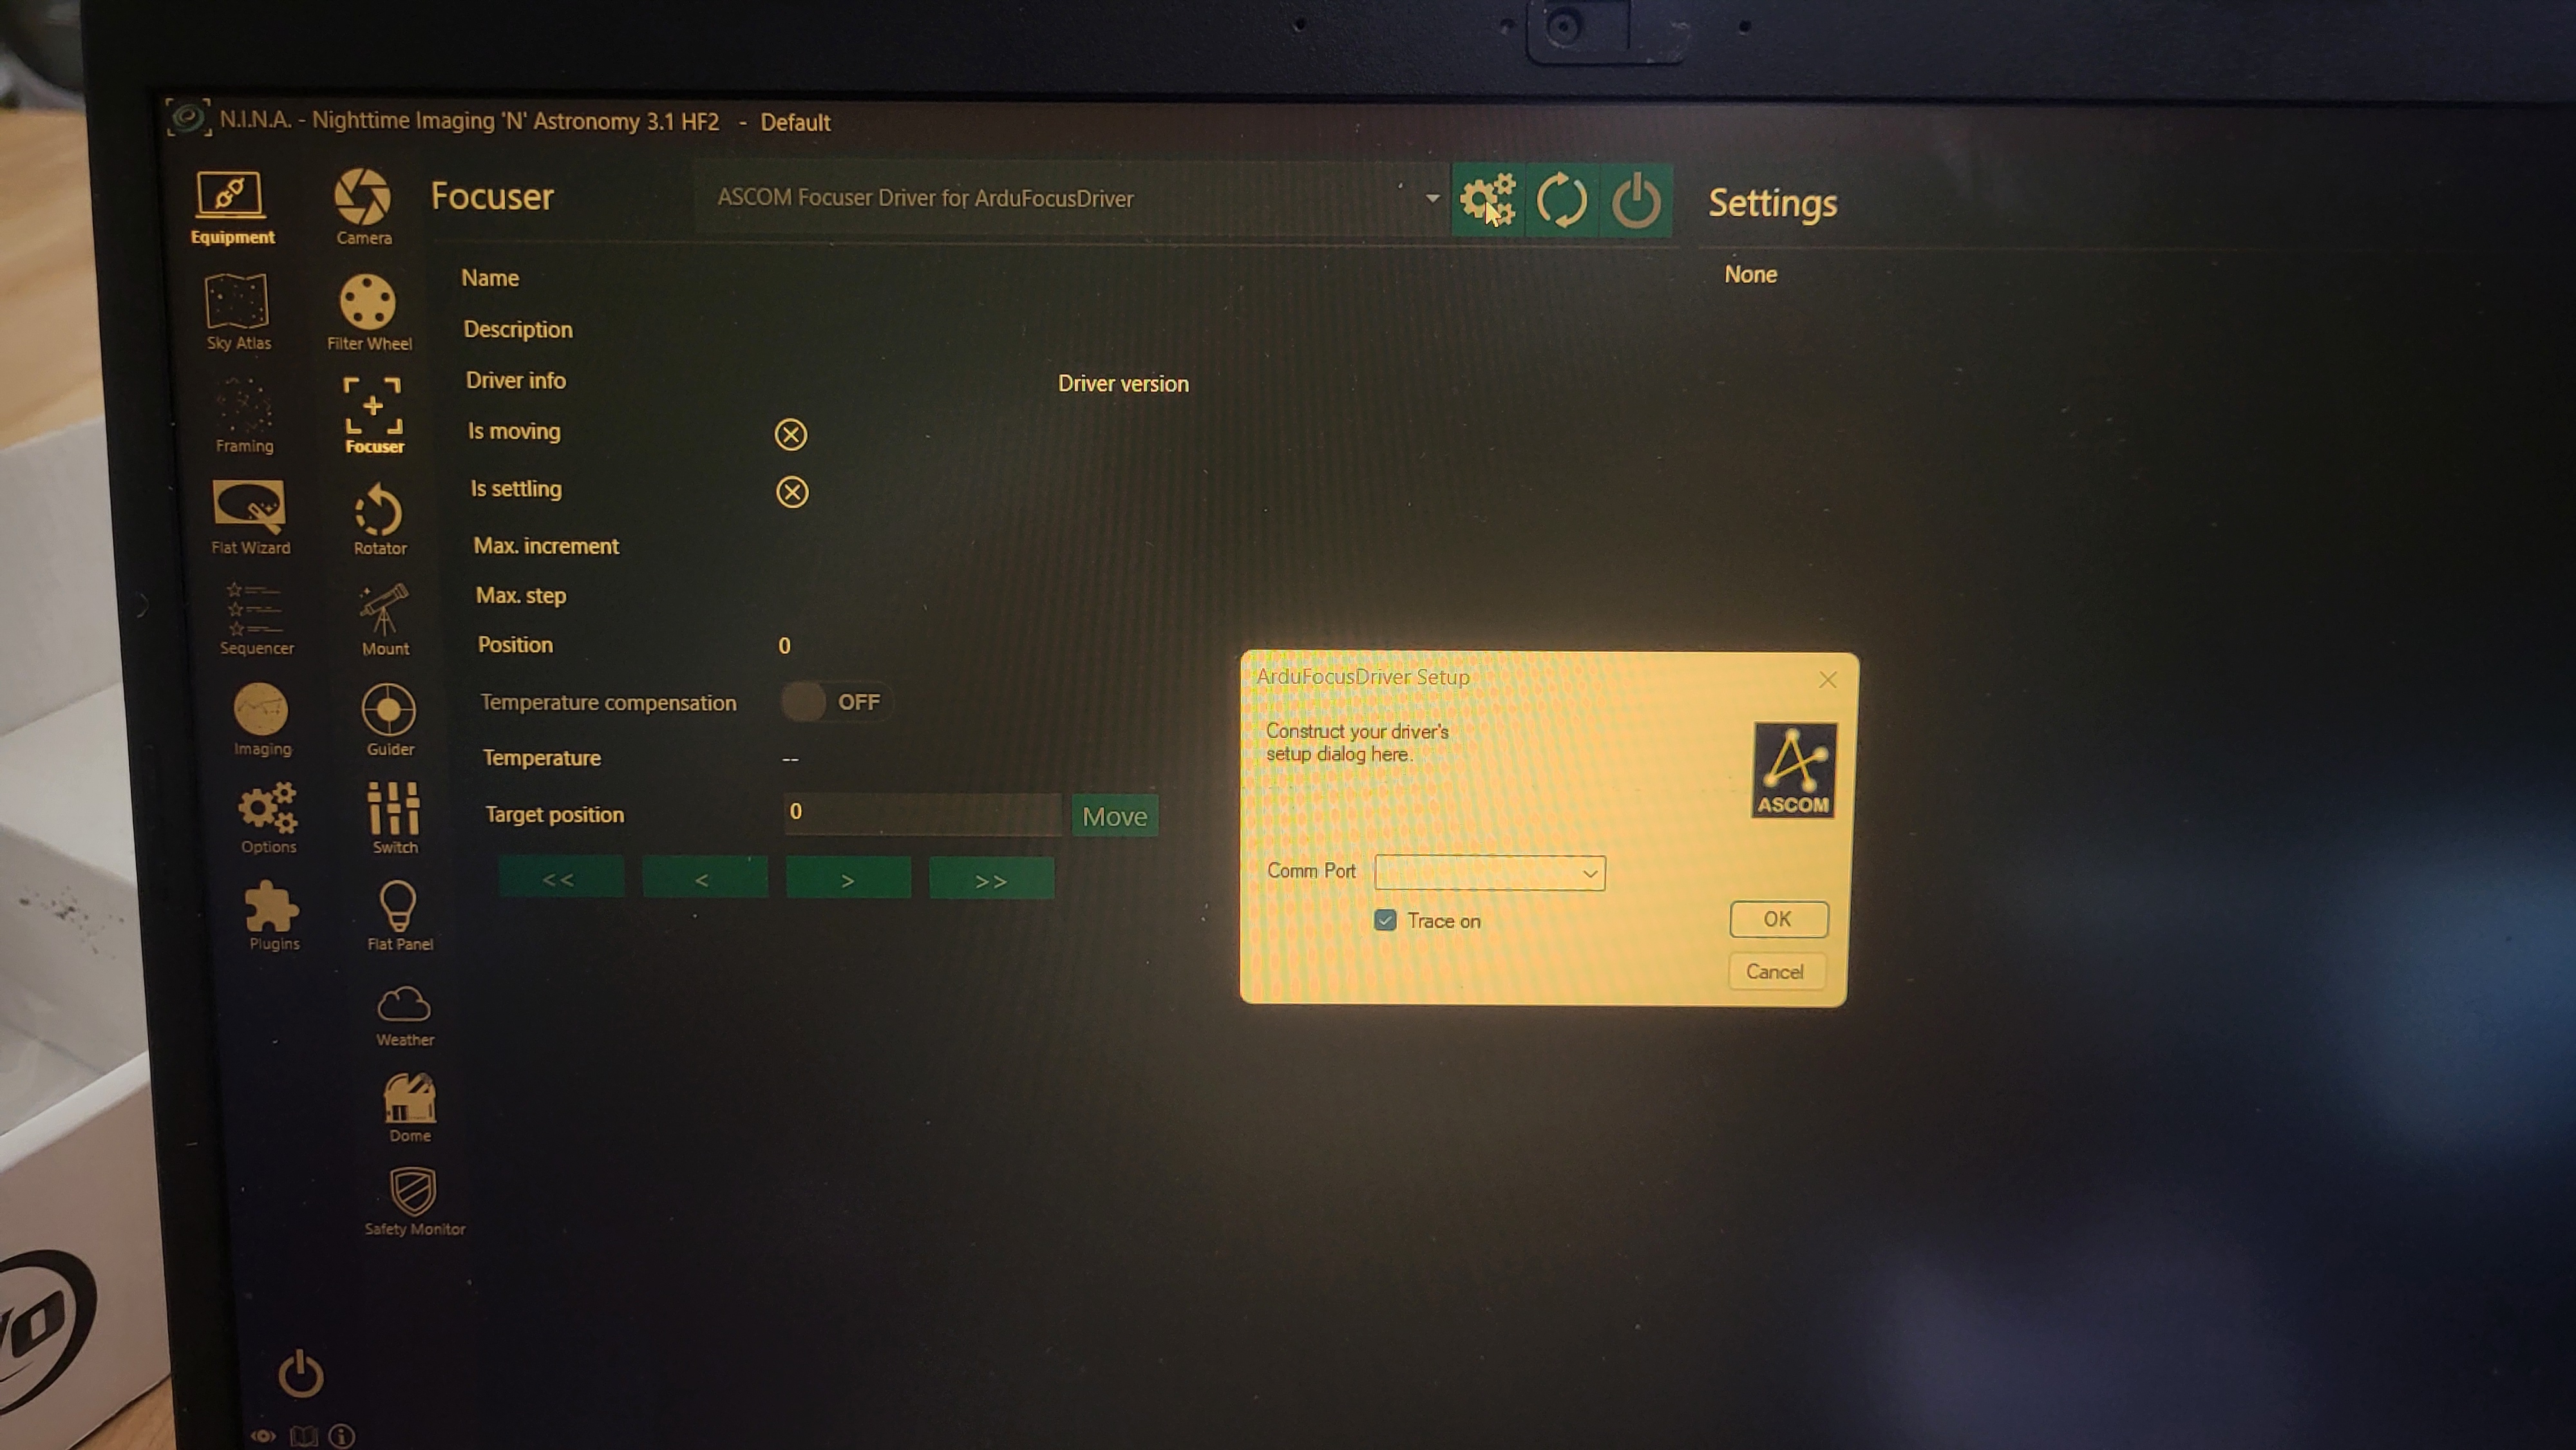 N.I.N.A. - Nighttime Imaging 'N' Astronomy 3.1 HF2 - Default
Equipment
Sky Atlas
Framing
Flat Wizard
Sequencer
Imaging
Options
Plugins
Camera
Filter Wheel
Focuser
Rotator
Mount
Guider
Switch
Flat Panel
Weather
Dome
Safety Monitor
Focuser
ASCOM Focuser Driver for ArduFocusDriver
Name
Description
Driver info
Driver version
Is moving
Is settling
Max. increment
Max. step
Position 0
Temperature compensation OFF
Temperature --
Target position 0 Move
<< < > >>
Settings
None
ArduFocusDriver Setup
Construct your driver's
setup dialog here.
ASCOM
Comm Port
Trace on
OK
Cancel